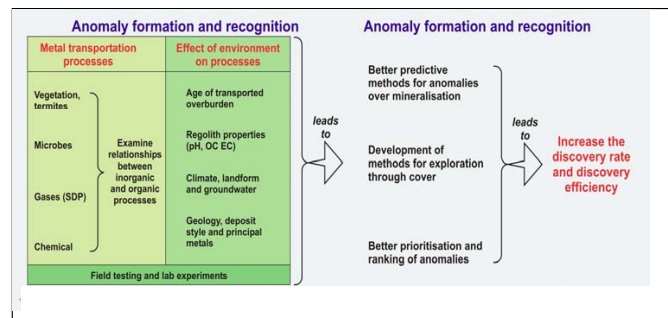 Anomaly formation and recognition
Metal transportation
processes
Effect of environment
on processes
Vegetation,
termites
Microbes
Gases (SDP)
Chemical
Examine
relationships
between
inorganic
and organic
processes
Age of transported
overburden
Regolith properties
(pH, OC EC)
Climate, landform
and groundwater
Geology, deposit
style and principal
metals
Field testing and lab experiments
leads
to
Anomaly formation and recognition
Better predictive
methods for anomalies
over mineralisation
Development of
methods for exploration
through cover
Better prioritisation and
ranking of anomalies
leads
to
Increase the
discovery rate
and discovery
efficiency